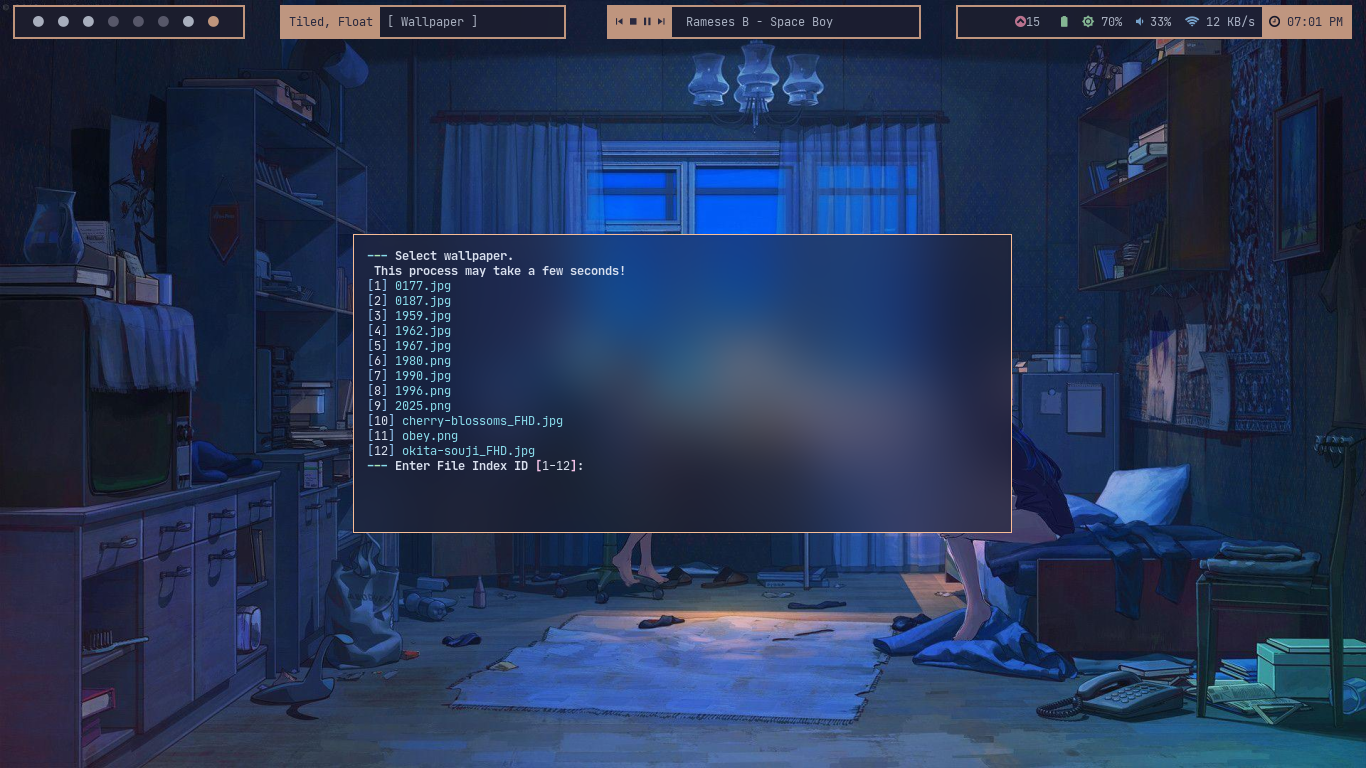 Tiled, Float [ Wallpaper ]
Rameses B - Space Boy
15 70% 33% 12 KB/s 07:01 PM
--- Select wallpaper.
This process may take a few seconds!
[1] 0177.jpg
[2] 0187.jpg
[3] 1959.jpg
[4] 1962.jpg
[5] 1967.jpg
[6] 1980.png
[7] 1990.jpg
[8] 1996.png
[9] 2025.png
[10] cherry-blossoms_FHD.jpg
[11] obey.png
[12] okita-souji_FHD.jpg
--- Enter File Index ID [1-12]: